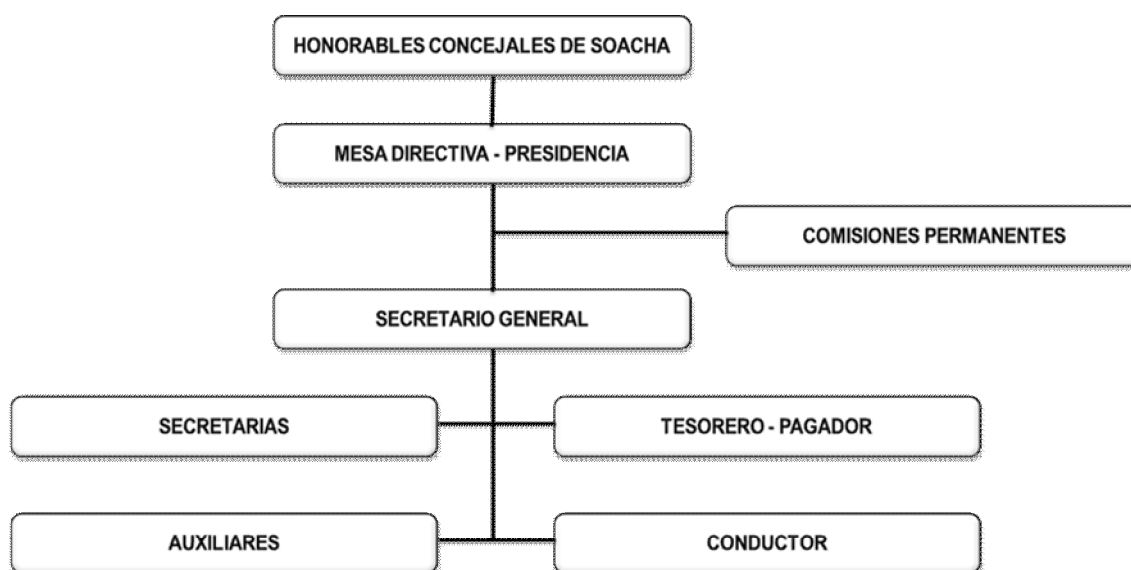 HONORABLES CONCEJALES DE SOACHA
MESA DIRECTIVA - PRESIDENCIA
COMISIONES PERMANENTES
SECRETARIO GENERAL
SECRETARIAS
TESORERO - PAGADOR
AUXILIARES
CONDUCTOR